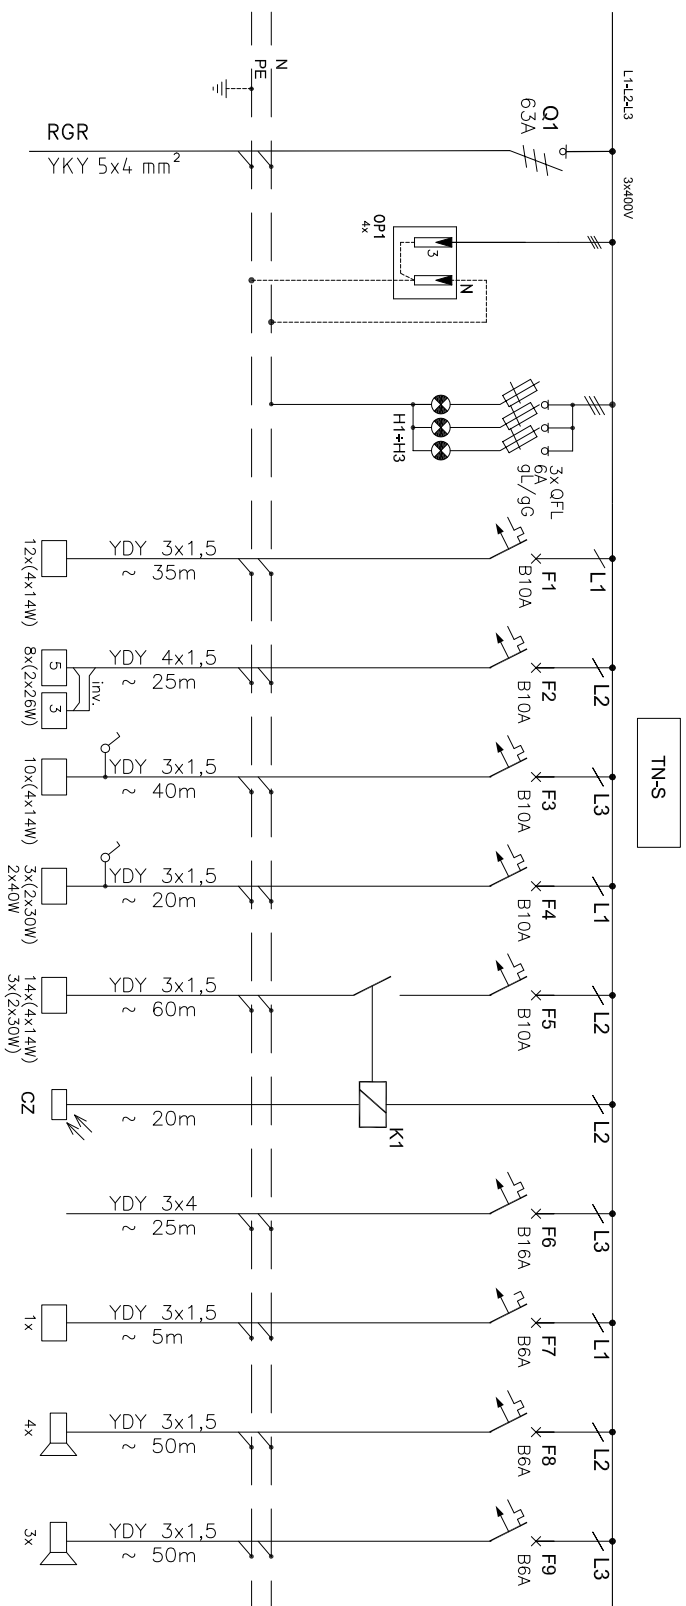 L1-L2-L3
3x400V
TN-S
N
PE
RGR
YKY 5x4 mm²
Q1
63A
OP1
4x
3
N
H1÷H3
3xQFL
6A
gL/gG
L1
F1
B10A
YDY 3x1,5
~ 35m
12x(4x14W)
L2
F2
B10A
YDY 4x1,5
~ 25m
inv.
5
3
8x(2x26W)
L3
F3
B10A
YDY 3x1,5
~ 40m
10x(4x14W)
L1
F4
B10A
YDY 3x1,5
~ 20m
3x(2x30W)
2x40W
L2
F5
B10A
YDY 3x1,5
~ 60m
14x(4x14W)
3x(2x30W)
L2
K1
~ 20m
CZ
L3
F6
B16A
YDY 3x4
~ 25m
L1
F7
B6A
YDY 3x1,5
~ 5m
1x
L2
F8
B6A
YDY 3x1,5
~ 50m
4x
L3
F9
B6A
YDY 3x1,5
~ 50m
3x